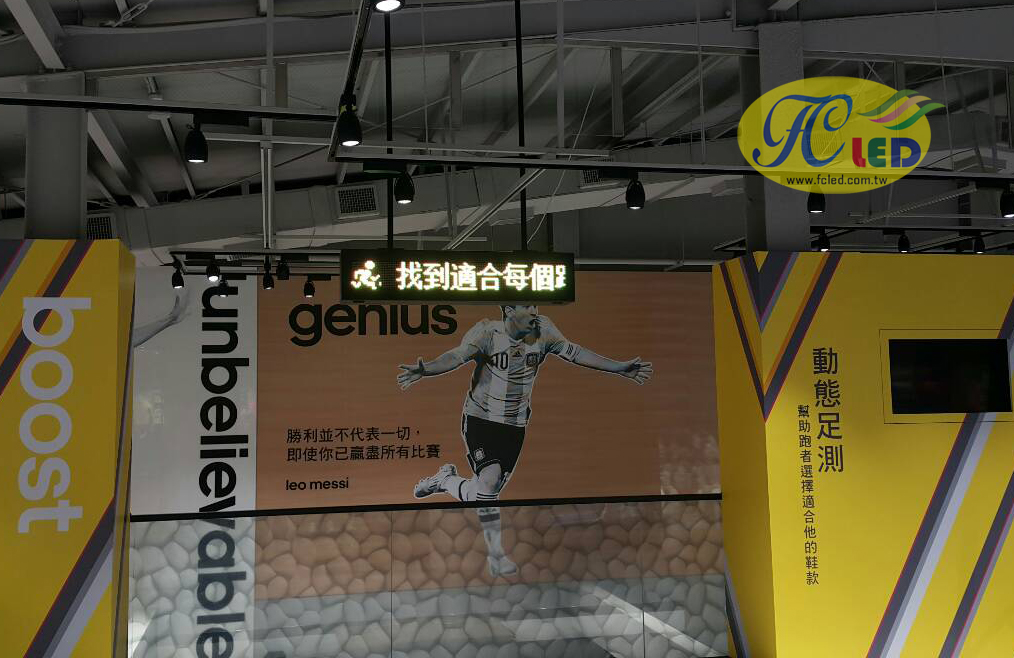 FC LED
www.fcled.com.tw
找到適合每個
genius
unbelievable
boost
10
勝利並不代表一切，
即使你已贏盡所有比賽
leo messi
動態足測
幫助跑者選擇適合他的鞋款